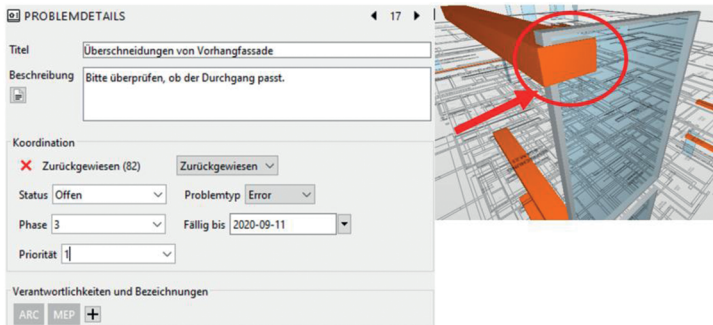 PROBLEMDETAILS
17
Titel
Überschneidungen von Vorhangfassade
Beschreibung
Bitte überprüfen, ob der Durchgang passt.
Koordination
Zurückgewiesen (82)
Zurückgewiesen
Status
Offen
Problemtyp
Error
Phase
3
Fällig bis
2020-09-11
Priorität
1
Verantwortlichkeiten und Bezeichnungen
ARC
MEP